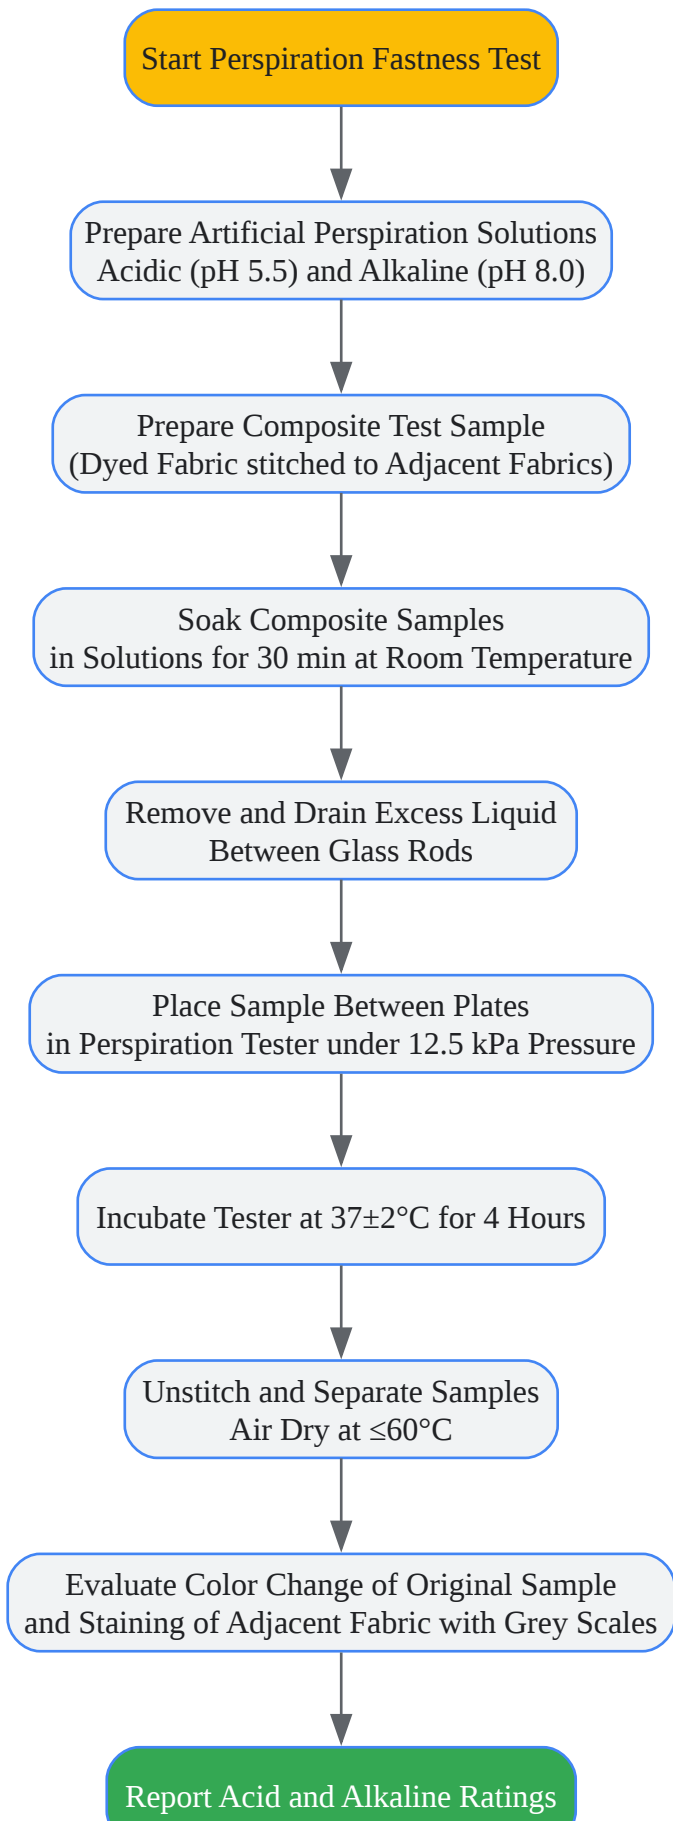 Start Perspiration Fastness Test
Prepare Artificial Perspiration Solutions
Acidic (pH 5.5) and Alkaline (pH 8.0)
Prepare Composite Test Sample
(Dyed Fabric stitched to Adjacent Fabrics)
Soak Composite Samples
in Solutions for 30 min at Room Temperature
Remove and Drain Excess Liquid
Between Glass Rods
Place Sample Between Plates
in Perspiration Tester under 12.5 kPa Pressure
Incubate Tester at 37±2°C for 4 Hours
Unstitch and Separate Samples
Air Dry at ≤60°C
Evaluate Color Change of Original Sample
and Staining of Adjacent Fabric with Grey Scales
Report Acid and Alkaline Ratings